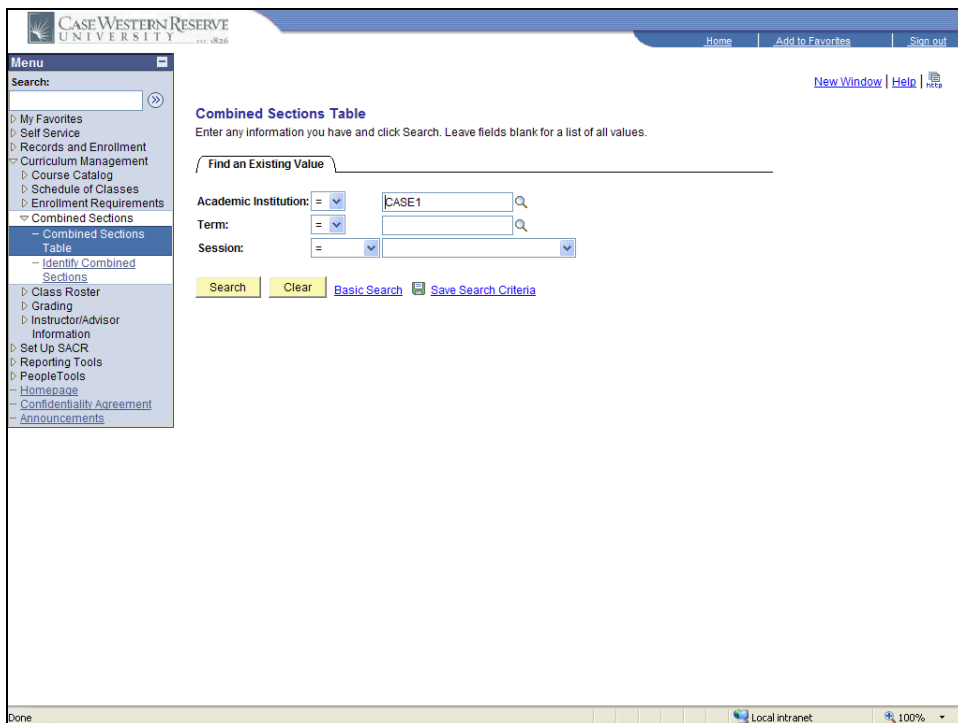 CASE WESTERN RESERVE
UNIVERSITY EST. 1826
Home Add to Favorites Sign out
Menu
Search:
My Favorites
Self Service
Records and Enrollment
Curriculum Management
Course Catalog
Schedule of Classes
Enrollment Requirements
Combined Sections
– Combined Sections
Table
– Identify Combined
Sections
Class Roster
Grading
Instructor/Advisor
Information
Set Up SACR
Reporting Tools
PeopleTools
– Homepage
– Confidentiality Agreement
– Announcements
New Window | Help | http
Combined Sections Table
Enter any information you have and click Search. Leave fields blank for a list of all values.
Find an Existing Value
Academic Institution: = CASE1
Term: =
Session: =
Search Clear Basic Search Save Search Criteria
Done Local intranet 100%